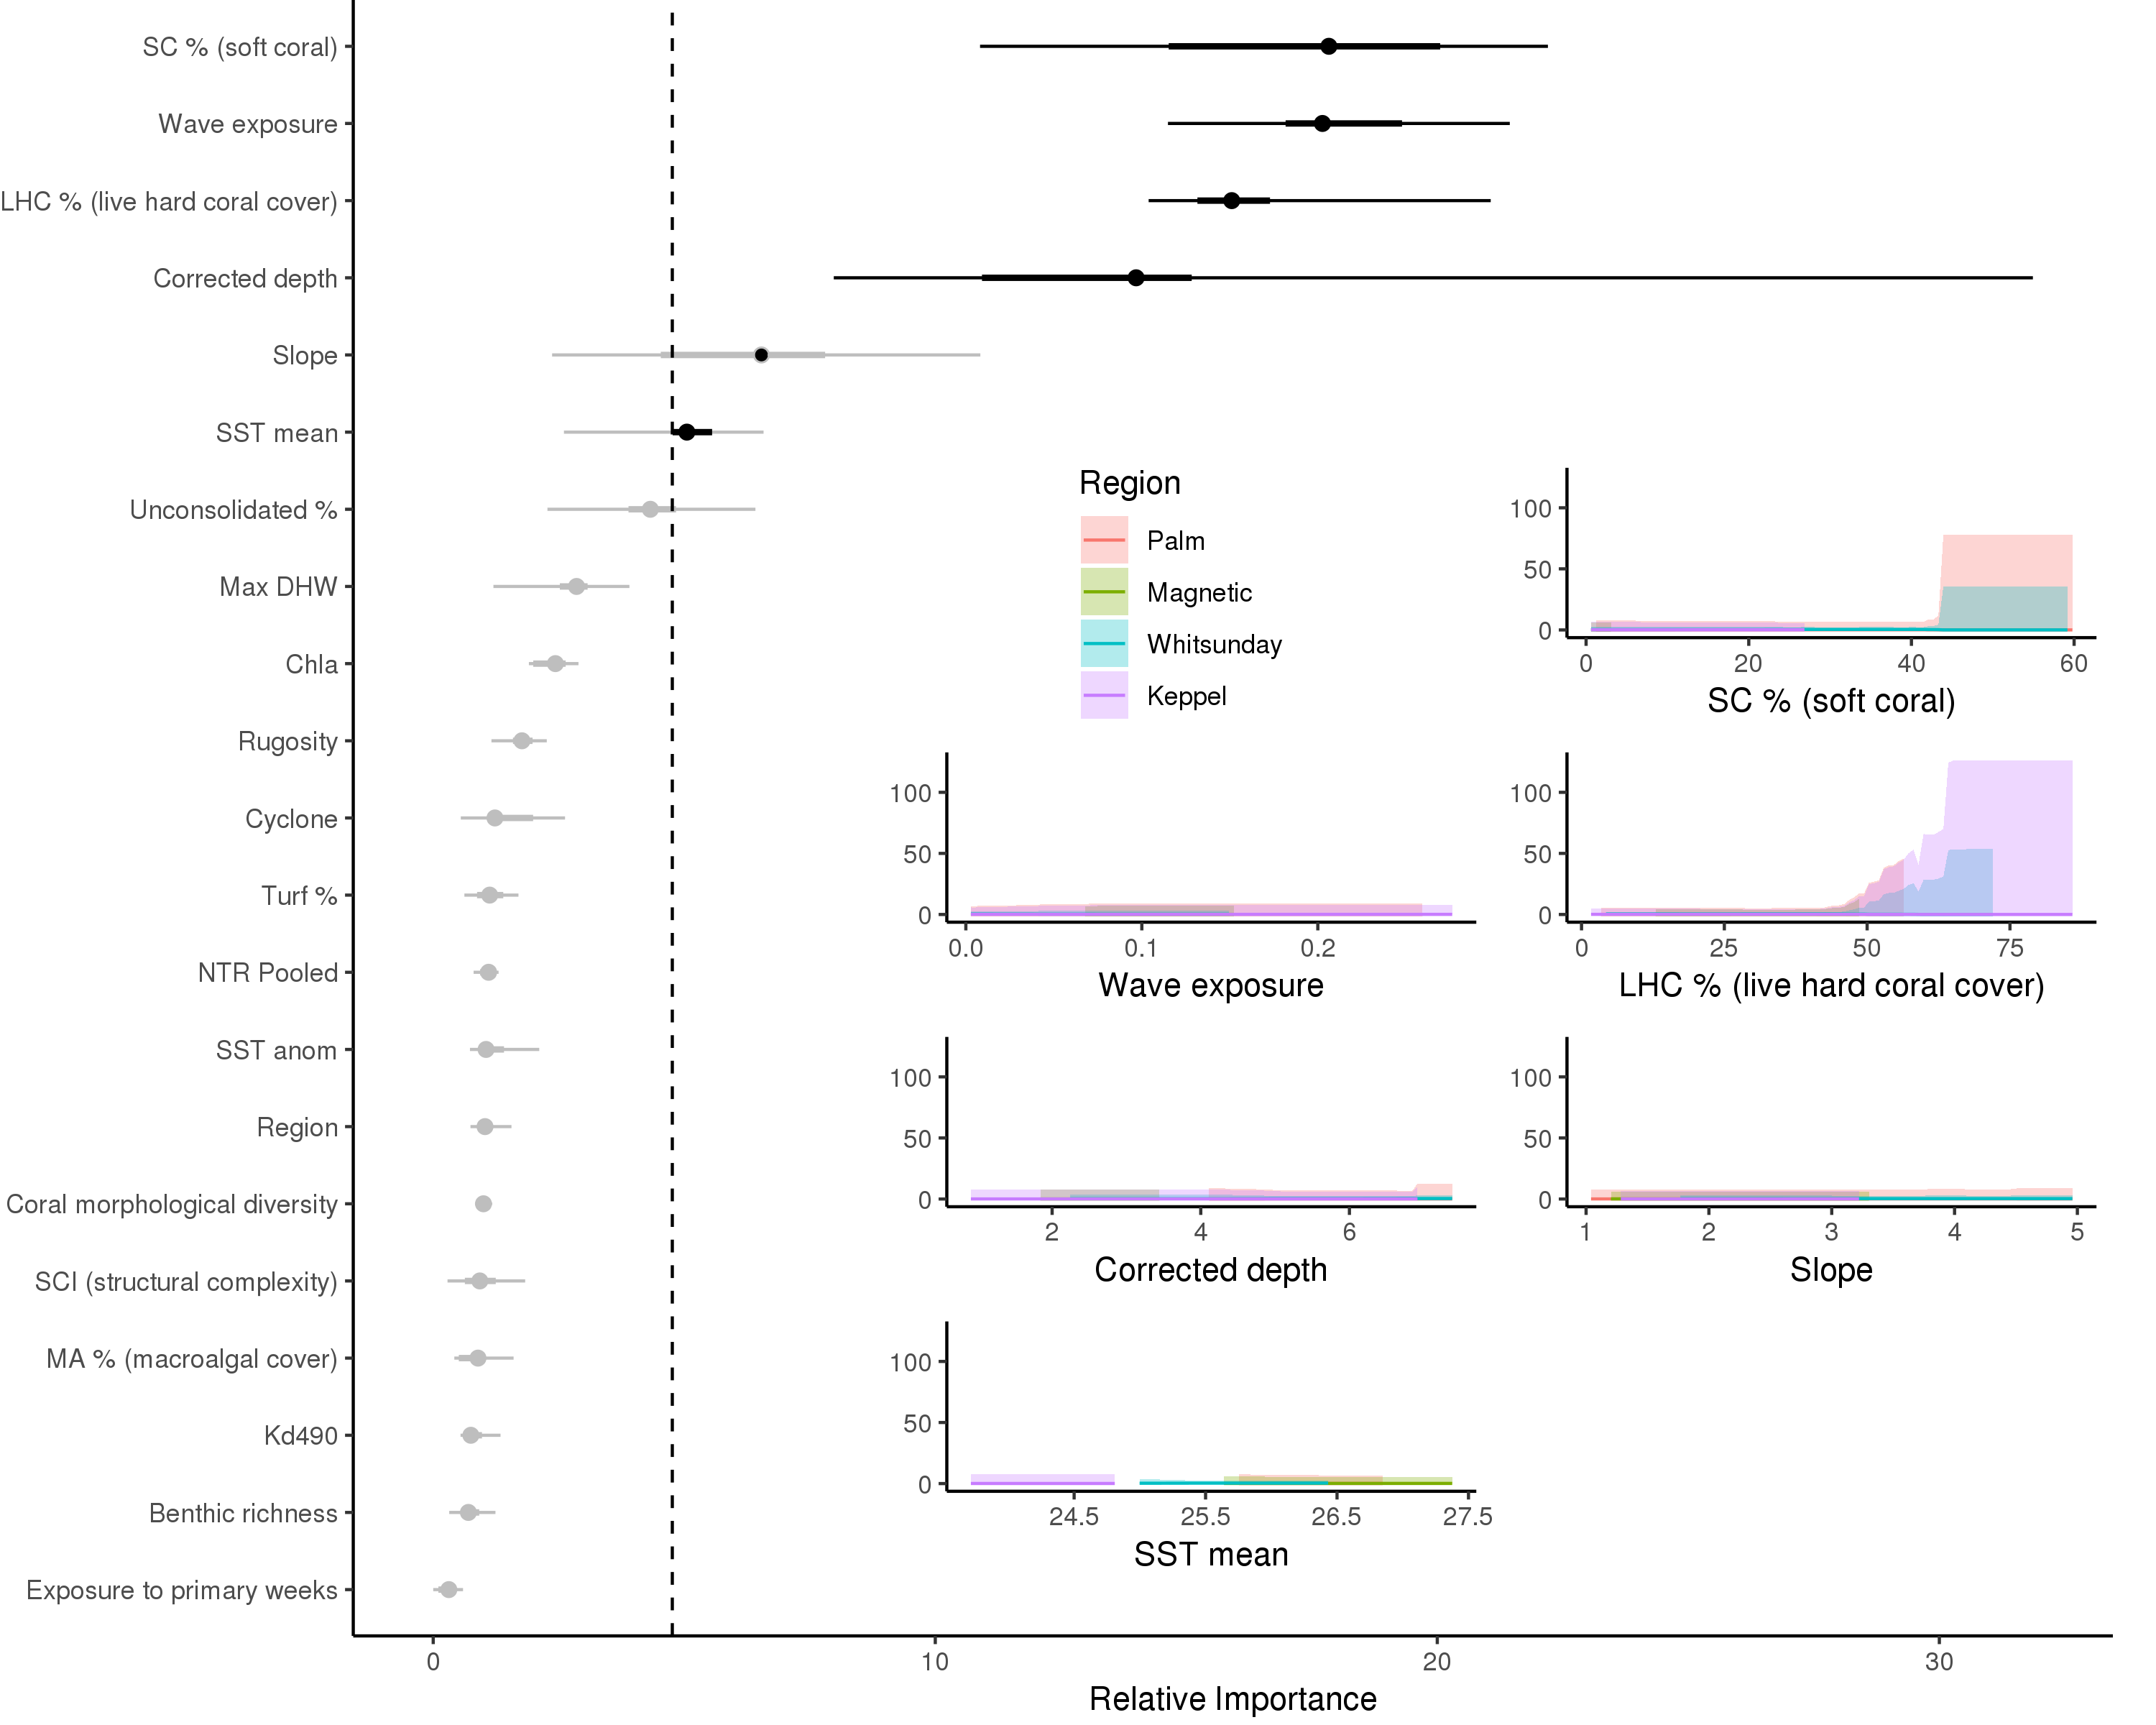 SC % (soft coral)
Wave exposure
LHC % (live hard coral cover)
Corrected depth
Slope
SST mean
Unconsolidated %
Max DHW
Chla
Rugosity
Cyclone
Turf %
NTR Pooled
SST anom
Region
Coral morphological diversity
SCI (structural complexity)
MA % (macroalgal cover)
Kd490
Benthic richness
Exposure to primary weeks
0 10 20 30
Relative Importance
Region
Palm
Magnetic
Whitsunday
Keppel
100
50
0
0 20 40 60
SC % (soft coral)
100
50
0
0.0 0.1 0.2
Wave exposure
100
50
0
0 25 50 75
LHC % (live hard coral cover)
100
50
0
2 4 6
Corrected depth
100
50
0
1 2 3 4 5
Slope
100
50
0
24.5 25.5 26.5 27.5
SST mean